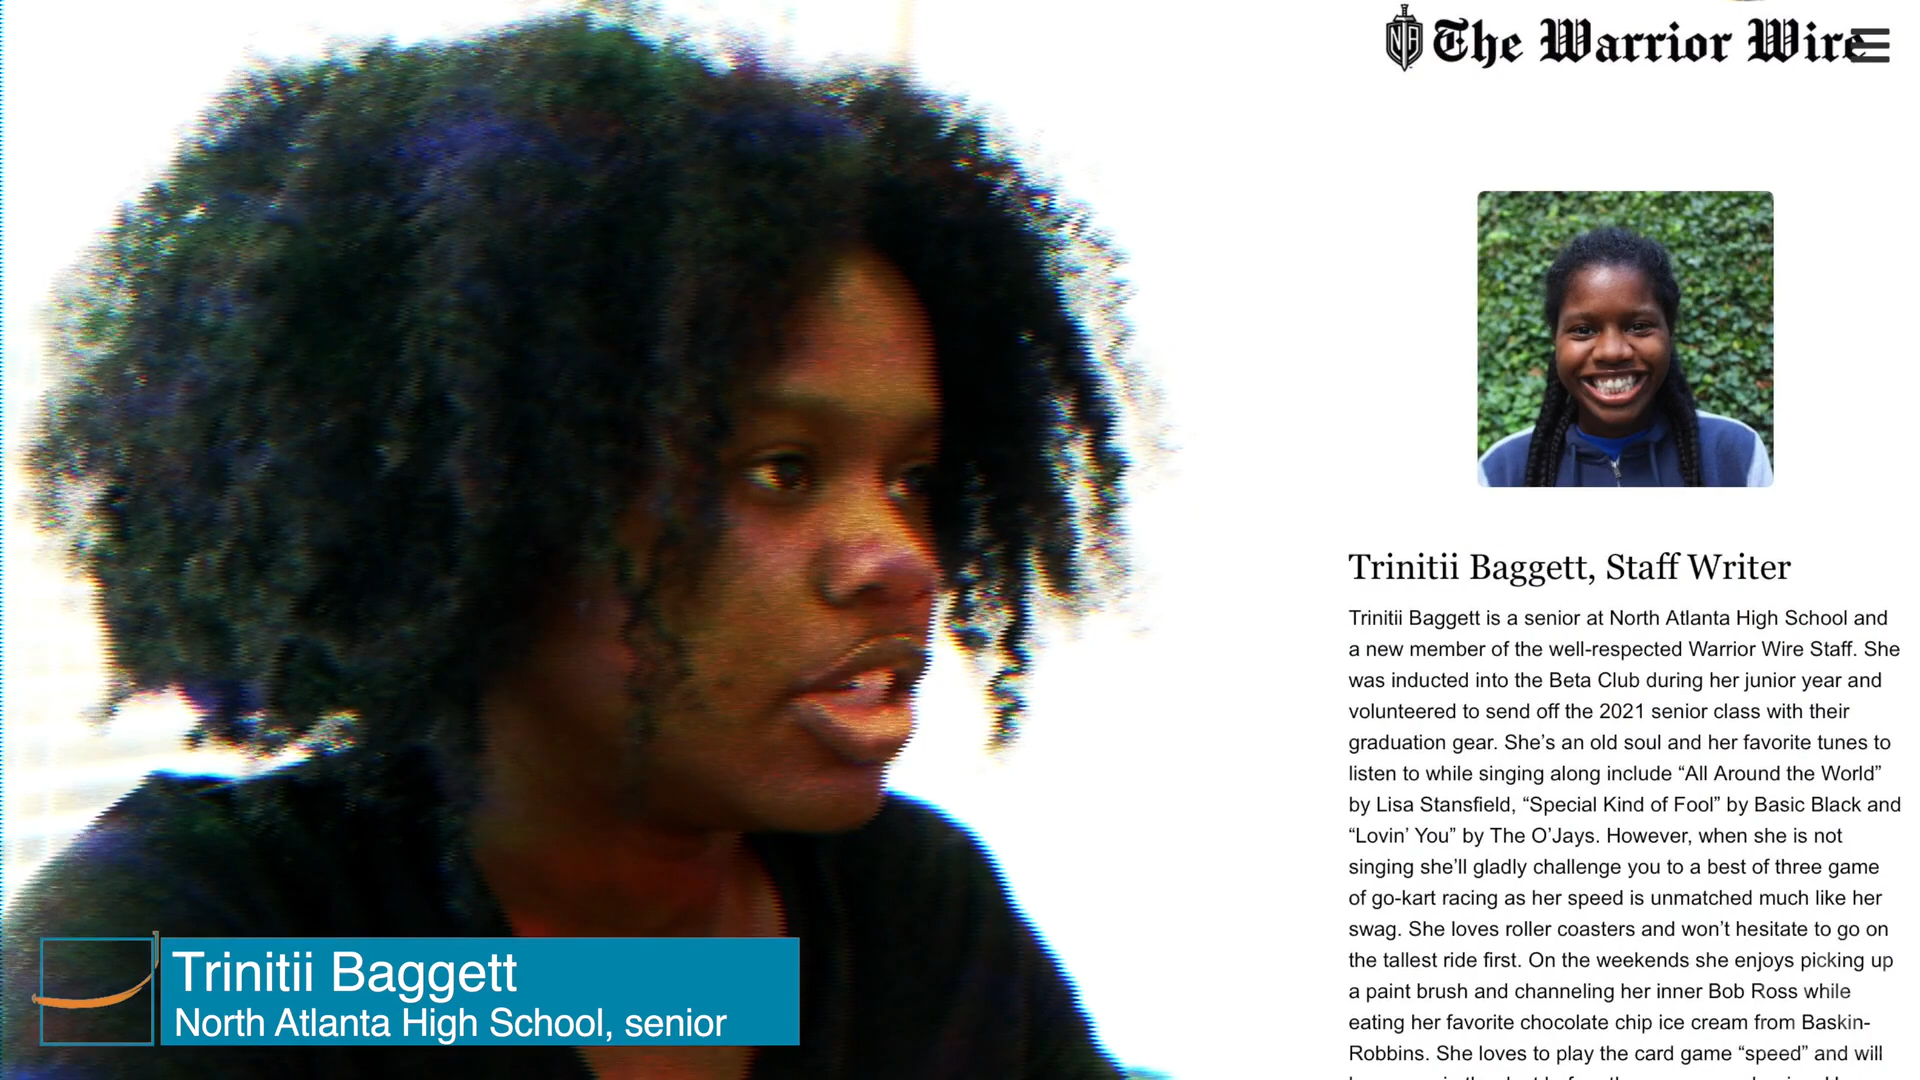 The Warrior Wire
Trinitii Baggett, Staff Writer
Trinitii Baggett is a senior at North Atlanta High School and
a new member of the well-respected Warrior Wire Staff. She
was inducted into the Beta Club during her junior year and
volunteered to send off the 2021 senior class with their
graduation gear. She’s an old soul and her favorite tunes to
listen to while singing along include “All Around the World”
by Lisa Stansfield, “Special Kind of Fool” by Basic Black and
“Lovin’ You” by The O’Jays. However, when she is not
singing she’ll gladly challenge you to a best of three game
of go-kart racing as her speed is unmatched much like her
swag. She loves roller coasters and won’t hesitate to go on
the tallest ride first. On the weekends she enjoys picking up
a paint brush and channeling her inner Bob Ross while
eating her favorite chocolate chip ice cream from Baskin-
Robbins. She loves to play the card game “speed” and will
Trinitii Baggett
North Atlanta High School, senior